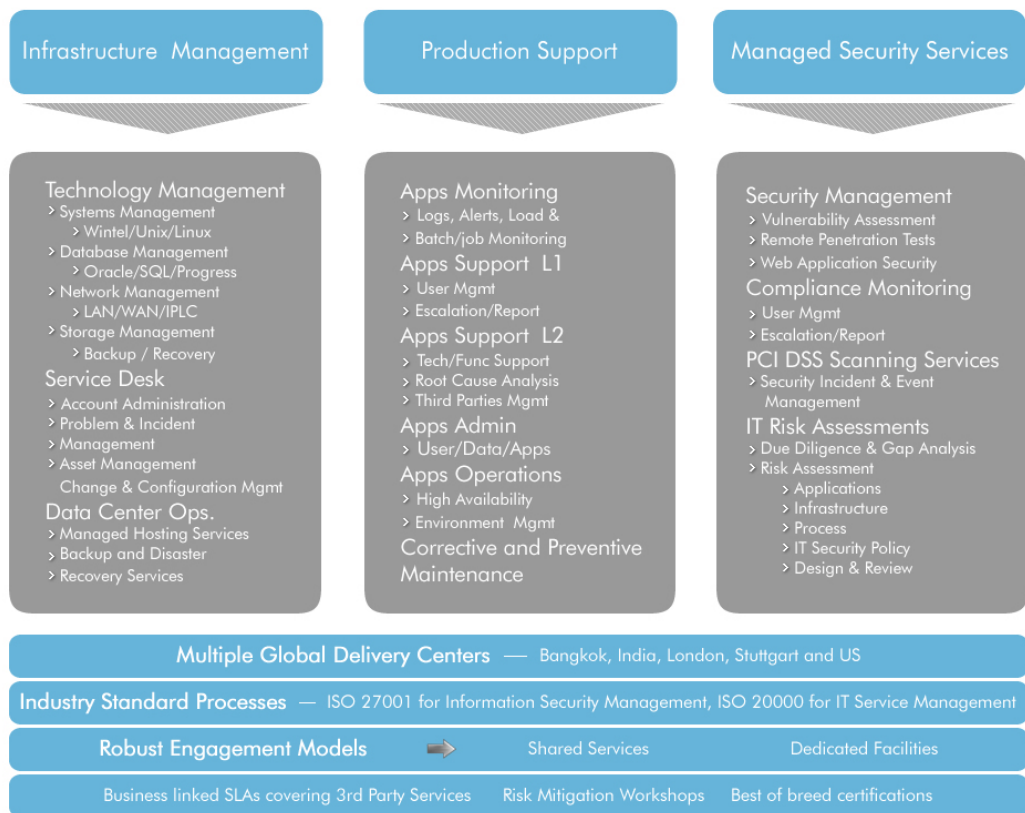 Infrastructure Management
Production Support
Managed Security Services
Technology Management
> Systems Management
> Wintel/Unix/Linux
> Database Management
> Oracle/SQL/Progress
> Network Management
> LAN/WAN/IPLC
> Storage Management
> Backup / Recovery
Service Desk
> Account Administration
> Problem & Incident
> Management
> Asset Management
Change & Configuration Mgmt
Data Center Ops.
> Managed Hosting Services
> Backup and Disaster
> Recovery Services
Apps Monitoring
> Logs, Alerts, Load &
> Batch/job Monitoring
Apps Support L1
> User Mgmt
> Escalation/Report
Apps Support L2
> Tech/Func Support
> Root Cause Analysis
> Third Parties Mgmt
Apps Admin
> User/Data/Apps
Apps Operations
> High Availability
> Environment Mgmt
Corrective and Preventive
Maintenance
Security Management
> Vulnerability Assessment
> Remote Penetration Tests
> Web Application Security
Compliance Monitoring
> User Mgmt
> Escalation/Report
PCI DSS Scanning Services
> Security Incident & Event
Management
IT Risk Assessments
> Due Diligence & Gap Analysis
> Risk Assessment
> Applications
> Infrastructure
> Process
> IT Security Policy
> Design & Review
Multiple Global Delivery Centers — Bangkok, India, London, Stuttgart and US
Industry Standard Processes — ISO 27001 for Information Security Management, ISO 20000 for IT Service Management
Robust Engagement Models Shared Services Dedicated Facilities
Business linked SLAs covering 3rd Party Services Risk Mitigation Workshops Best of breed certifications